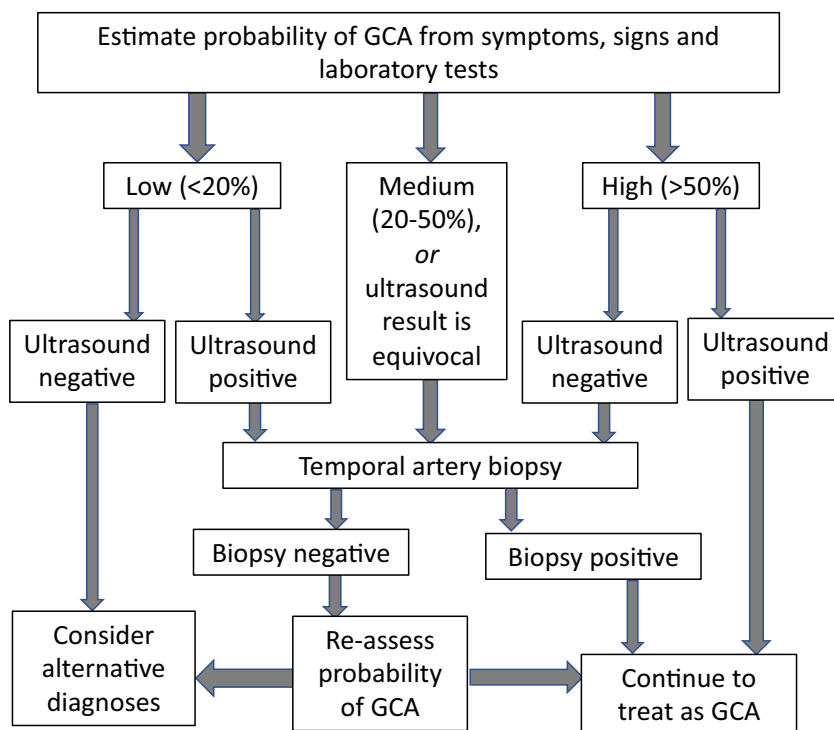 Estimate probability of GCA from symptoms, signs and
laboratory tests
Low (<20%)
Medium
(20-50%),
or
ultrasound
result is
equivocal
High (>50%)
Ultrasound
negative
Ultrasound
positive
Ultrasound
negative
Ultrasound
positive
Temporal artery biopsy
Biopsy negative
Biopsy positive
Consider
alternative
diagnoses
Re-assess
probability
of GCA
Continue to
treat as GCA